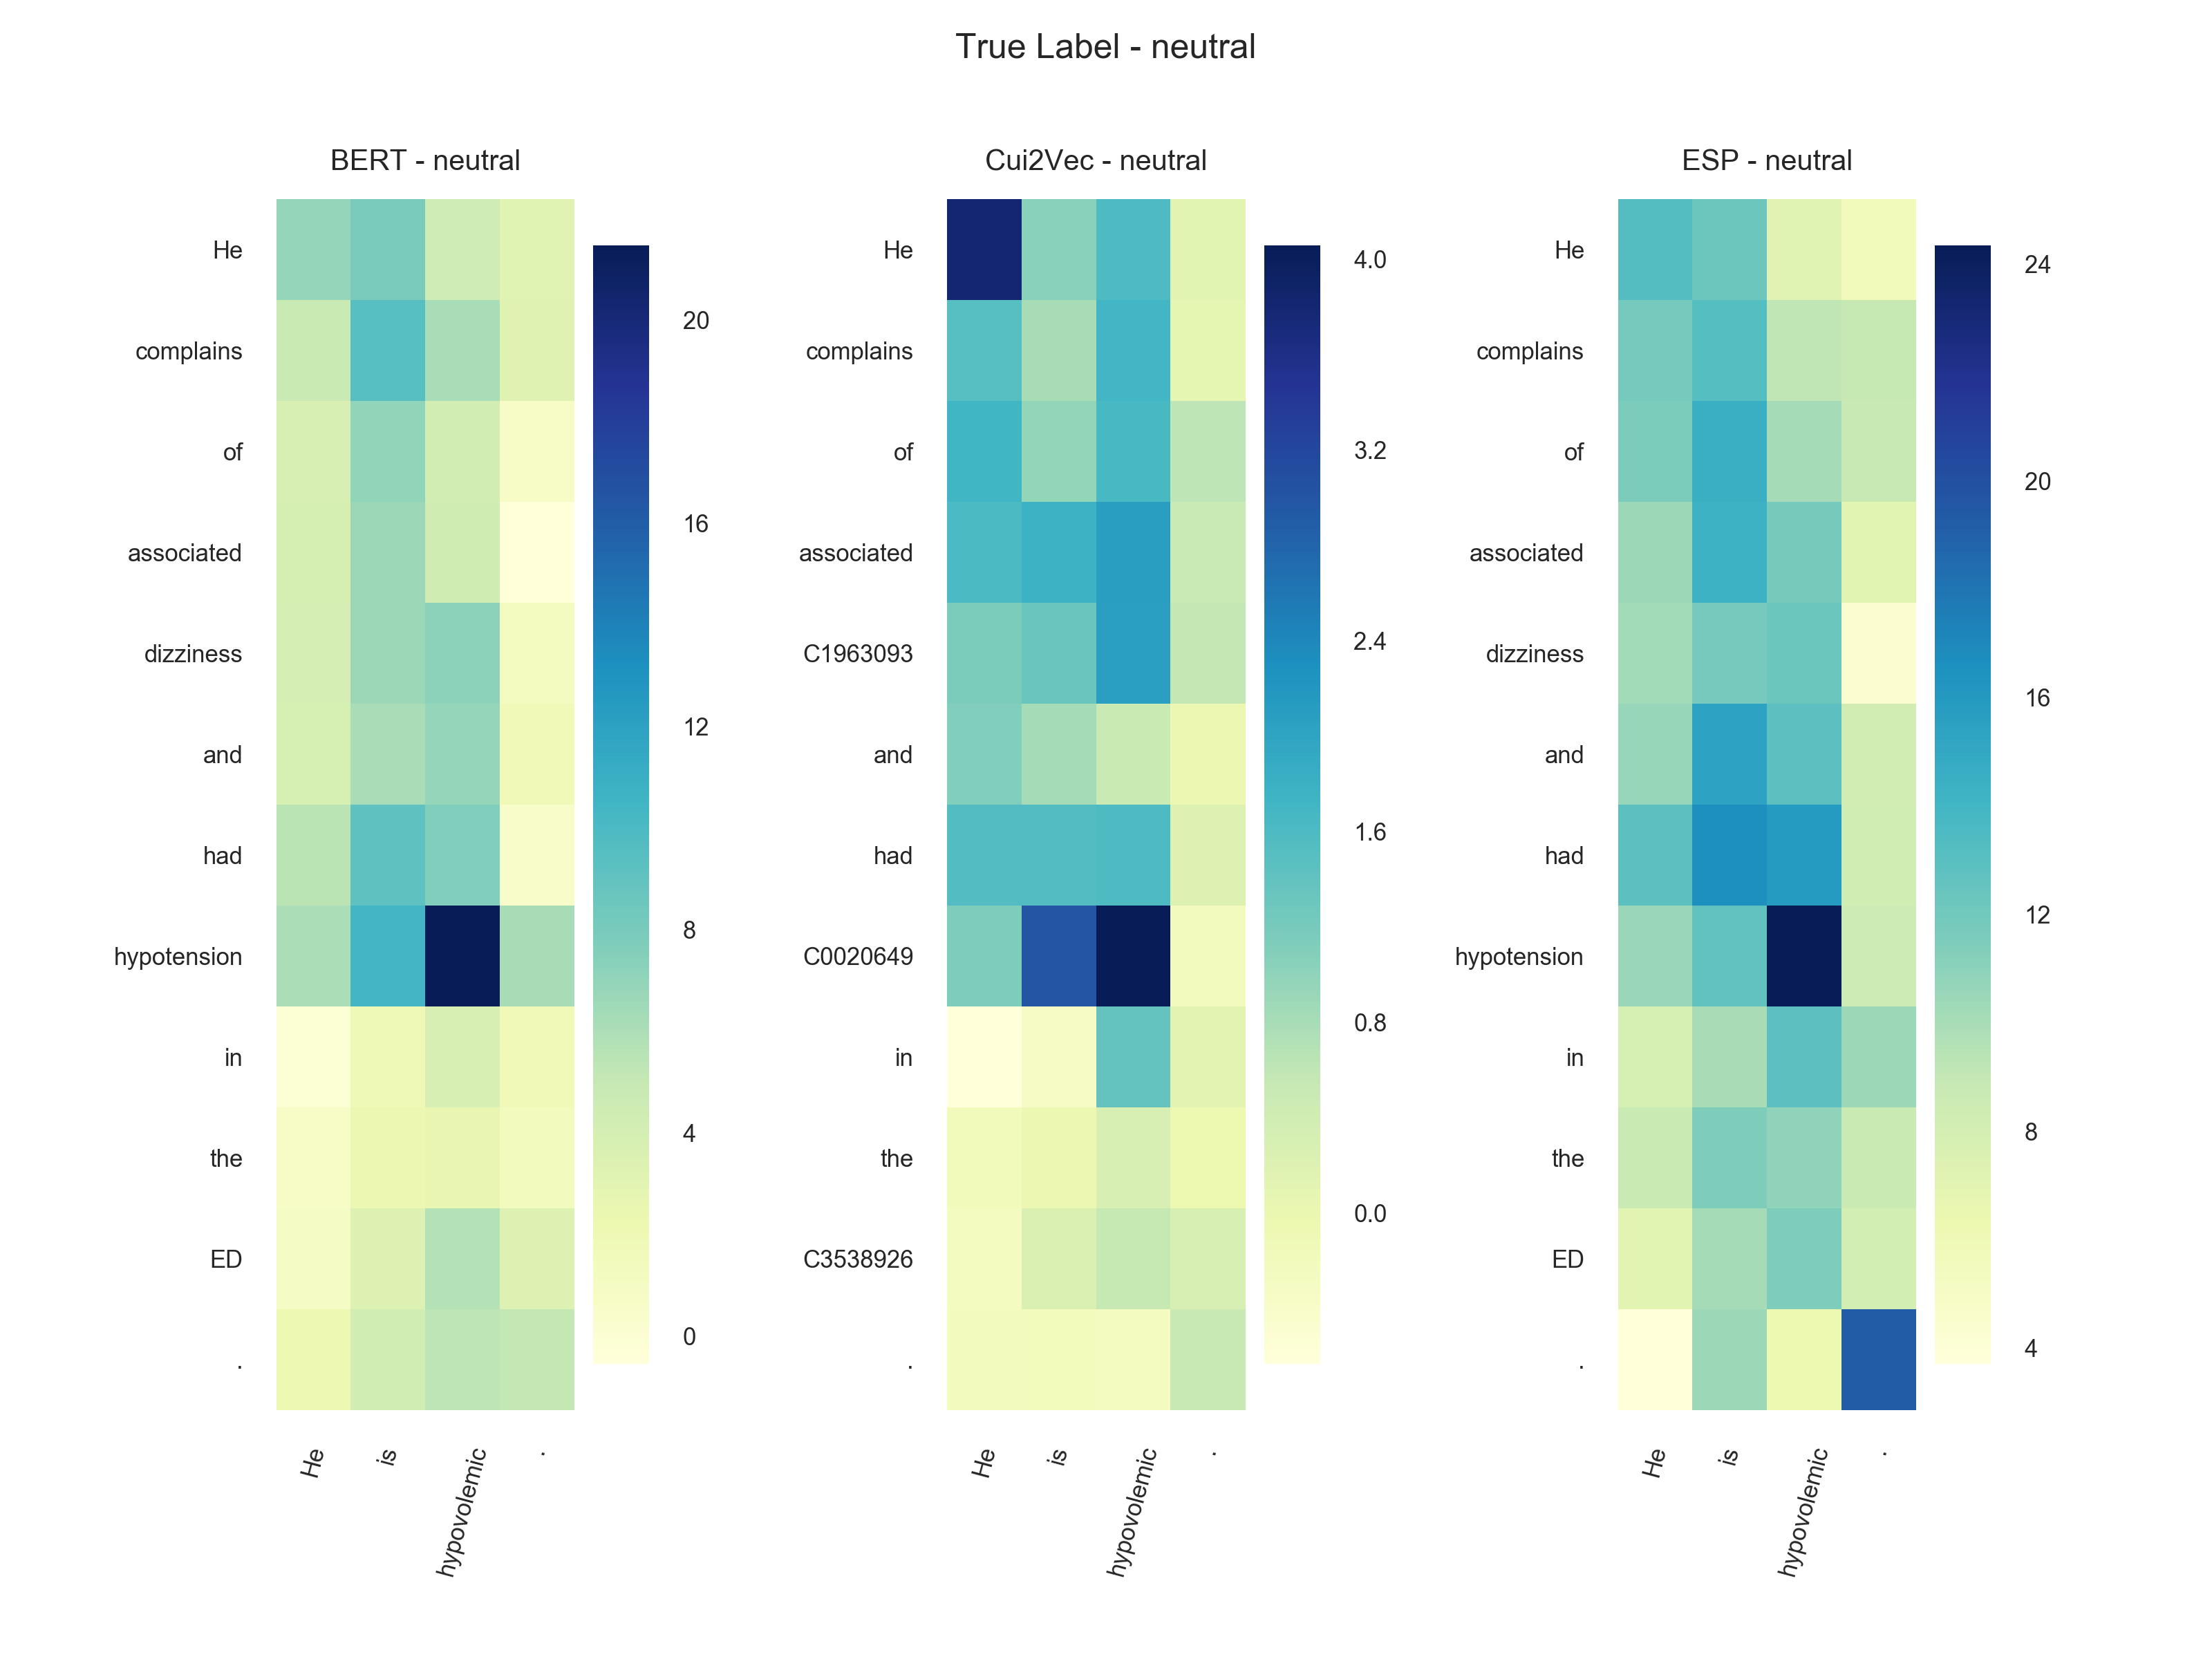 True Label - neutral
BERT - neutral
He
complains
of
associated
dizziness
and
had
hypotension
in
the
ED
.
He
is
hypovolemic
.
20
16
12
8
4
0
Cui2Vec - neutral
He
complains
of
associated
C1963093
and
had
C0020649
in
the
C3538926
.
He
is
hypovolemic
.
4.0
3.2
2.4
1.6
0.8
0.0
ESP - neutral
He
complains
of
associated
dizziness
and
had
hypotension
in
the
ED
.
He
is
hypovolemic
.
24
20
16
12
8
4